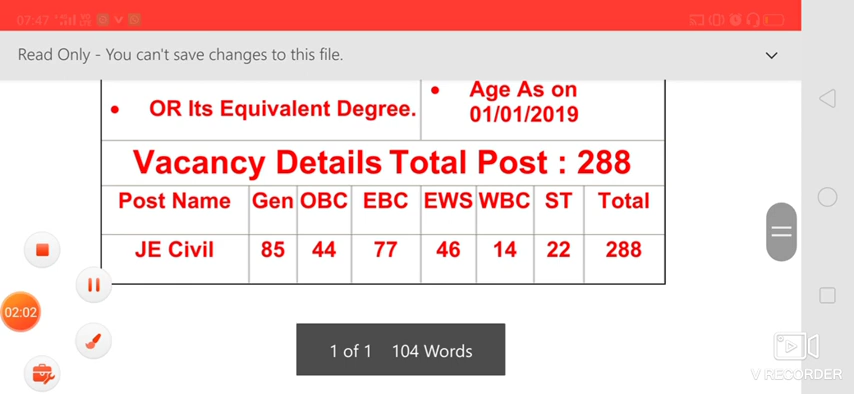 07:47
Read Only - You can't save changes to this file.
• OR Its Equivalent Degree.
• Age As on
01/01/2019
Vacancy Details Total Post : 288
Post Name Gen OBC EBC EWS WBC ST Total
JE Civil 85 44 77 46 14 22 288
02:02
1 of 1 104 Words
V RECORDER